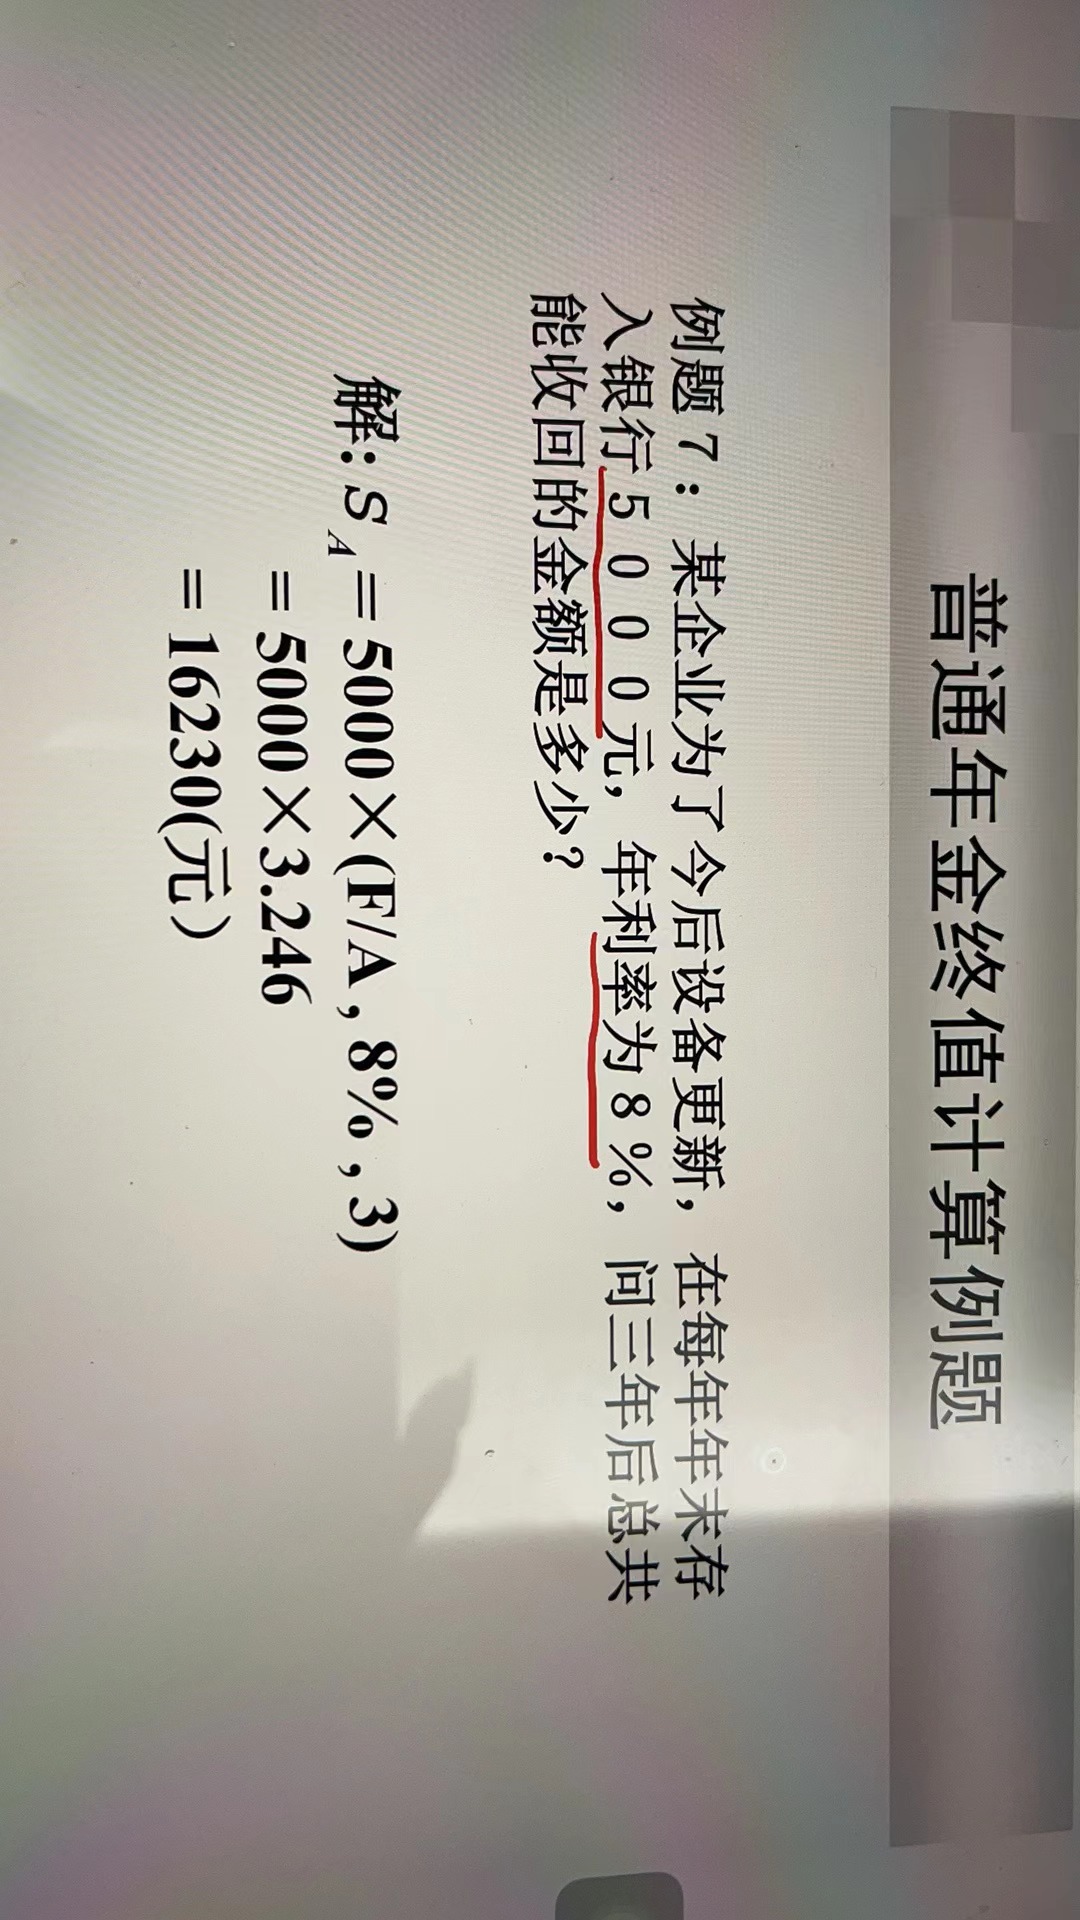 普通年金终值计算例题
例题7：某企业为了今后设备更新，在每年年末存
入银行5000元，年利率为8%，问三年后总共
能收回的金额是多少？
解：S_A = 5000×(F/A，8%，3)
= 5000×3.246
= 16230(元）